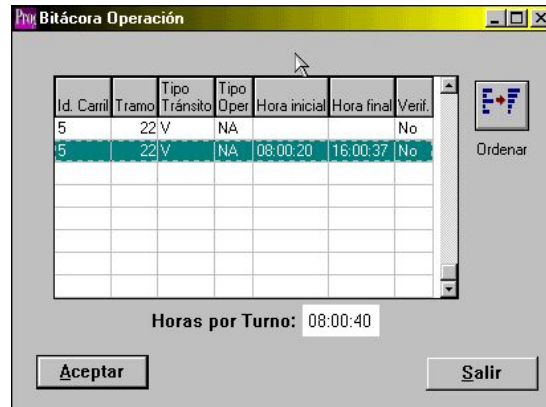 Proj Bitácora Operación
Id. Carril Tramo Tipo Tránsito Tipo Oper Hora inicial Hora final Verif.
5 22 V NA No
5 22 V NA 08:00:20 16:00:37 No
Ordenar
Horas por Turno: 08:00:40
Aceptar Salir